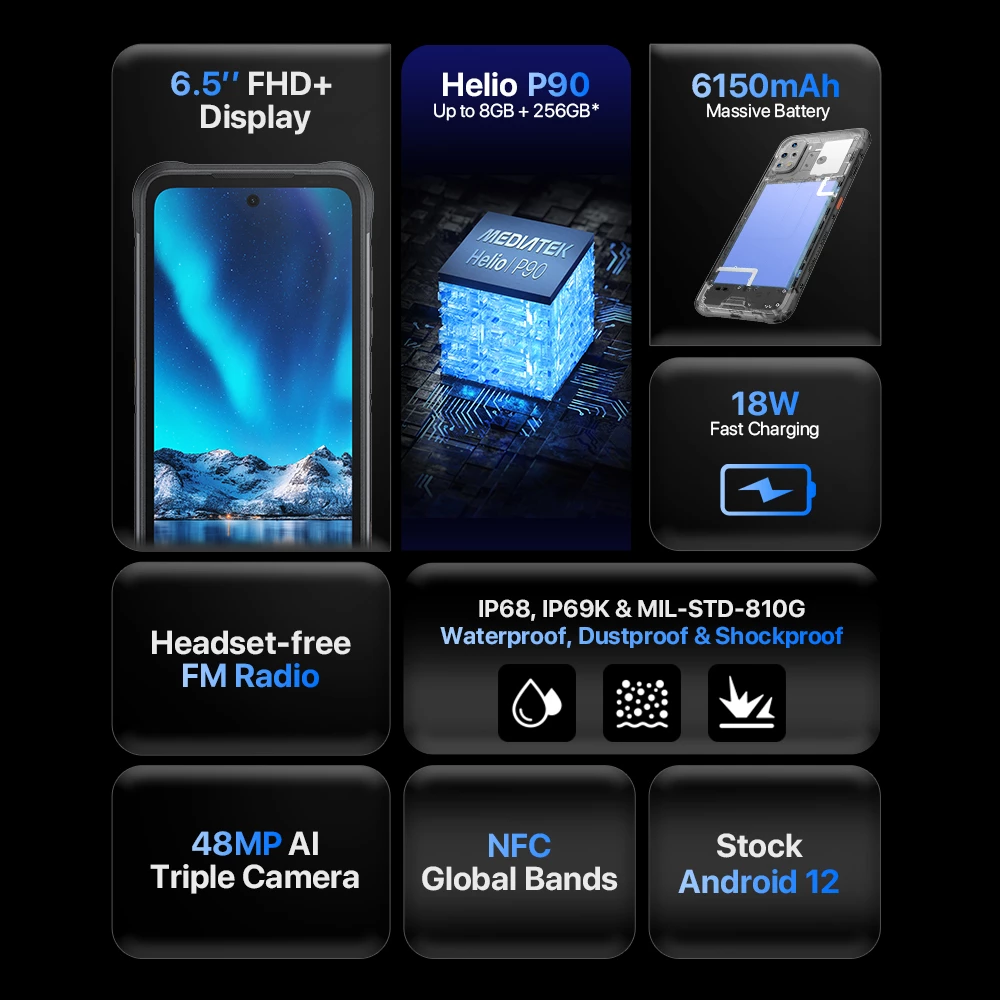 6.5'' FHD+
Display
Helio P90
Up to 8GB + 256GB*
MEDIATEK
Helio | P90
6150mAh
Massive Battery
18W
Fast Charging
Headset-free
FM Radio
IP68, IP69K & MIL-STD-810G
Waterproof, Dustproof & Shockproof
48MP AI
Triple Camera
NFC
Global Bands
Stock
Android 12